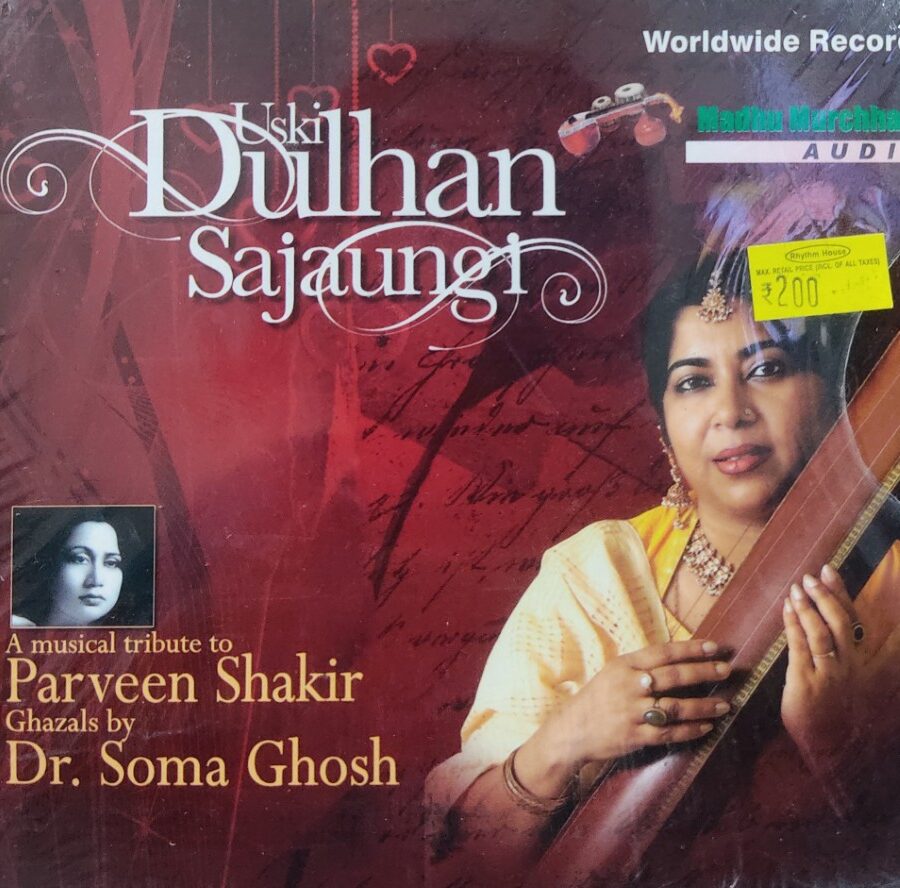 Worldwide Recor
Uski
Dulhan
Sajaungi
Madhu Murchha
AUDI
Rhythm House
MAX. RETAIL PRICE (INCL. OF ALL TAXES)
₹200
A musical tribute to
Parveen Shakir
Ghazals by
Dr. Soma Ghosh